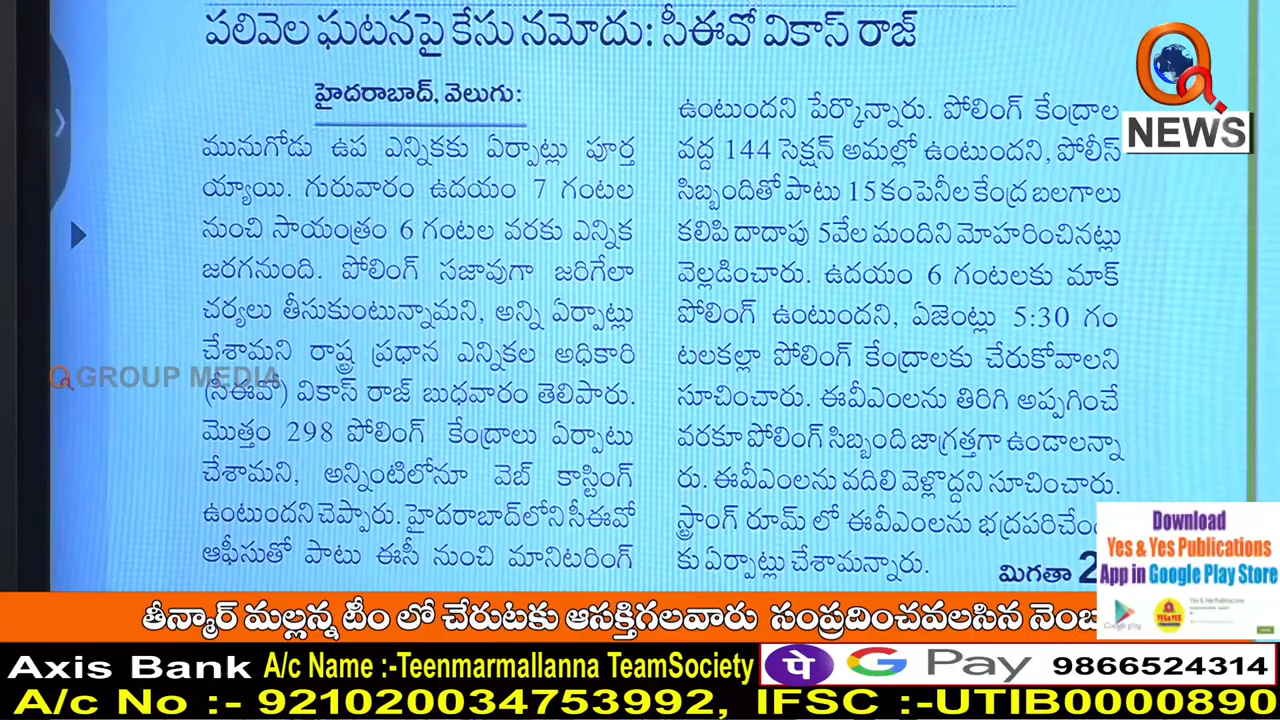 పలివెల ఘటనపై కేసు నమోదు: సీఈవో వికాస్ రాజ్
హైదరాబాద్, వెలుగు:
మునుగోడు ఉప ఎన్నికకు ఏర్పాట్లు పూర్త
య్యాయి. గురువారం ఉదయం 7 గంటల
నుంచి సాయంత్రం 6 గంటల వరకు ఎన్నిక
జరగనుంది. పోలింగ్ సజావుగా జరిగేలా
చర్యలు తీసుకుంటున్నామని, అన్ని ఏర్పాట్లు
చేశామని రాష్ట్ర ప్రధాన ఎన్నికల అధికారి
(సీఈవో) వికాస్ రాజ్ బుధవారం తెలిపారు.
మొత్తం 298 పోలింగ్ కేంద్రాలు ఏర్పాటు
చేశామని, అన్నింటిలోనూ వెబ్ కాస్టింగ్
ఉంటుందని చెప్పారు. హైదరాబాద్‌లోని సీఈవో
ఆఫీసుతో పాటు ఈసీ నుంచి మానిటరింగ్
ఉంటుందని పేర్కొన్నారు. పోలింగ్ కేంద్రాల
వద్ద 144 సెక్షన్ అమల్లో ఉంటుందని, పోలీస్
సిబ్బందితో పాటు 15 కంపెనీల కేంద్ర బలగాలు
కలిపి దాదాపు 5వేల మందిని మోహరించినట్లు
వెల్లడించారు. ఉదయం 6 గంటలకు మాక్
పోలింగ్ ఉంటుందని, ఏజెంట్లు 5:30 గం
టలకల్లా పోలింగ్ కేంద్రాలకు చేరుకోవాలని
సూచించారు. ఈవీఎంలను తిరిగి అప్పగించే
వరకూ పోలింగ్ సిబ్బంది జాగ్రత్తగా ఉండాలన్నా
రు. ఈవీఎంలను వదిలి వెళ్లొద్దని సూచించారు.
స్ట్రాంగ్ రూమ్ లో ఈవీఎంలను భద్రపరిచేం
కు ఏర్పాట్లు చేశామన్నారు.
మిగతా 2
Q NEWS
Q GROUP MEDIA
Download
Yes & Yes Publications
App in Google Play Store
Google play
Yes & Yes Publications
తీన్మార్ మల్లన్న టీం లో చేరుటకు ఆసక్తిగలవారు సంప్రదించవలసిన నెంబ
Axis Bank A/c Name :-Teenmarmallanna TeamSociety
G Pay 9866524314
A/c No :- 921020034753992, IFSC :-UTIB0000890